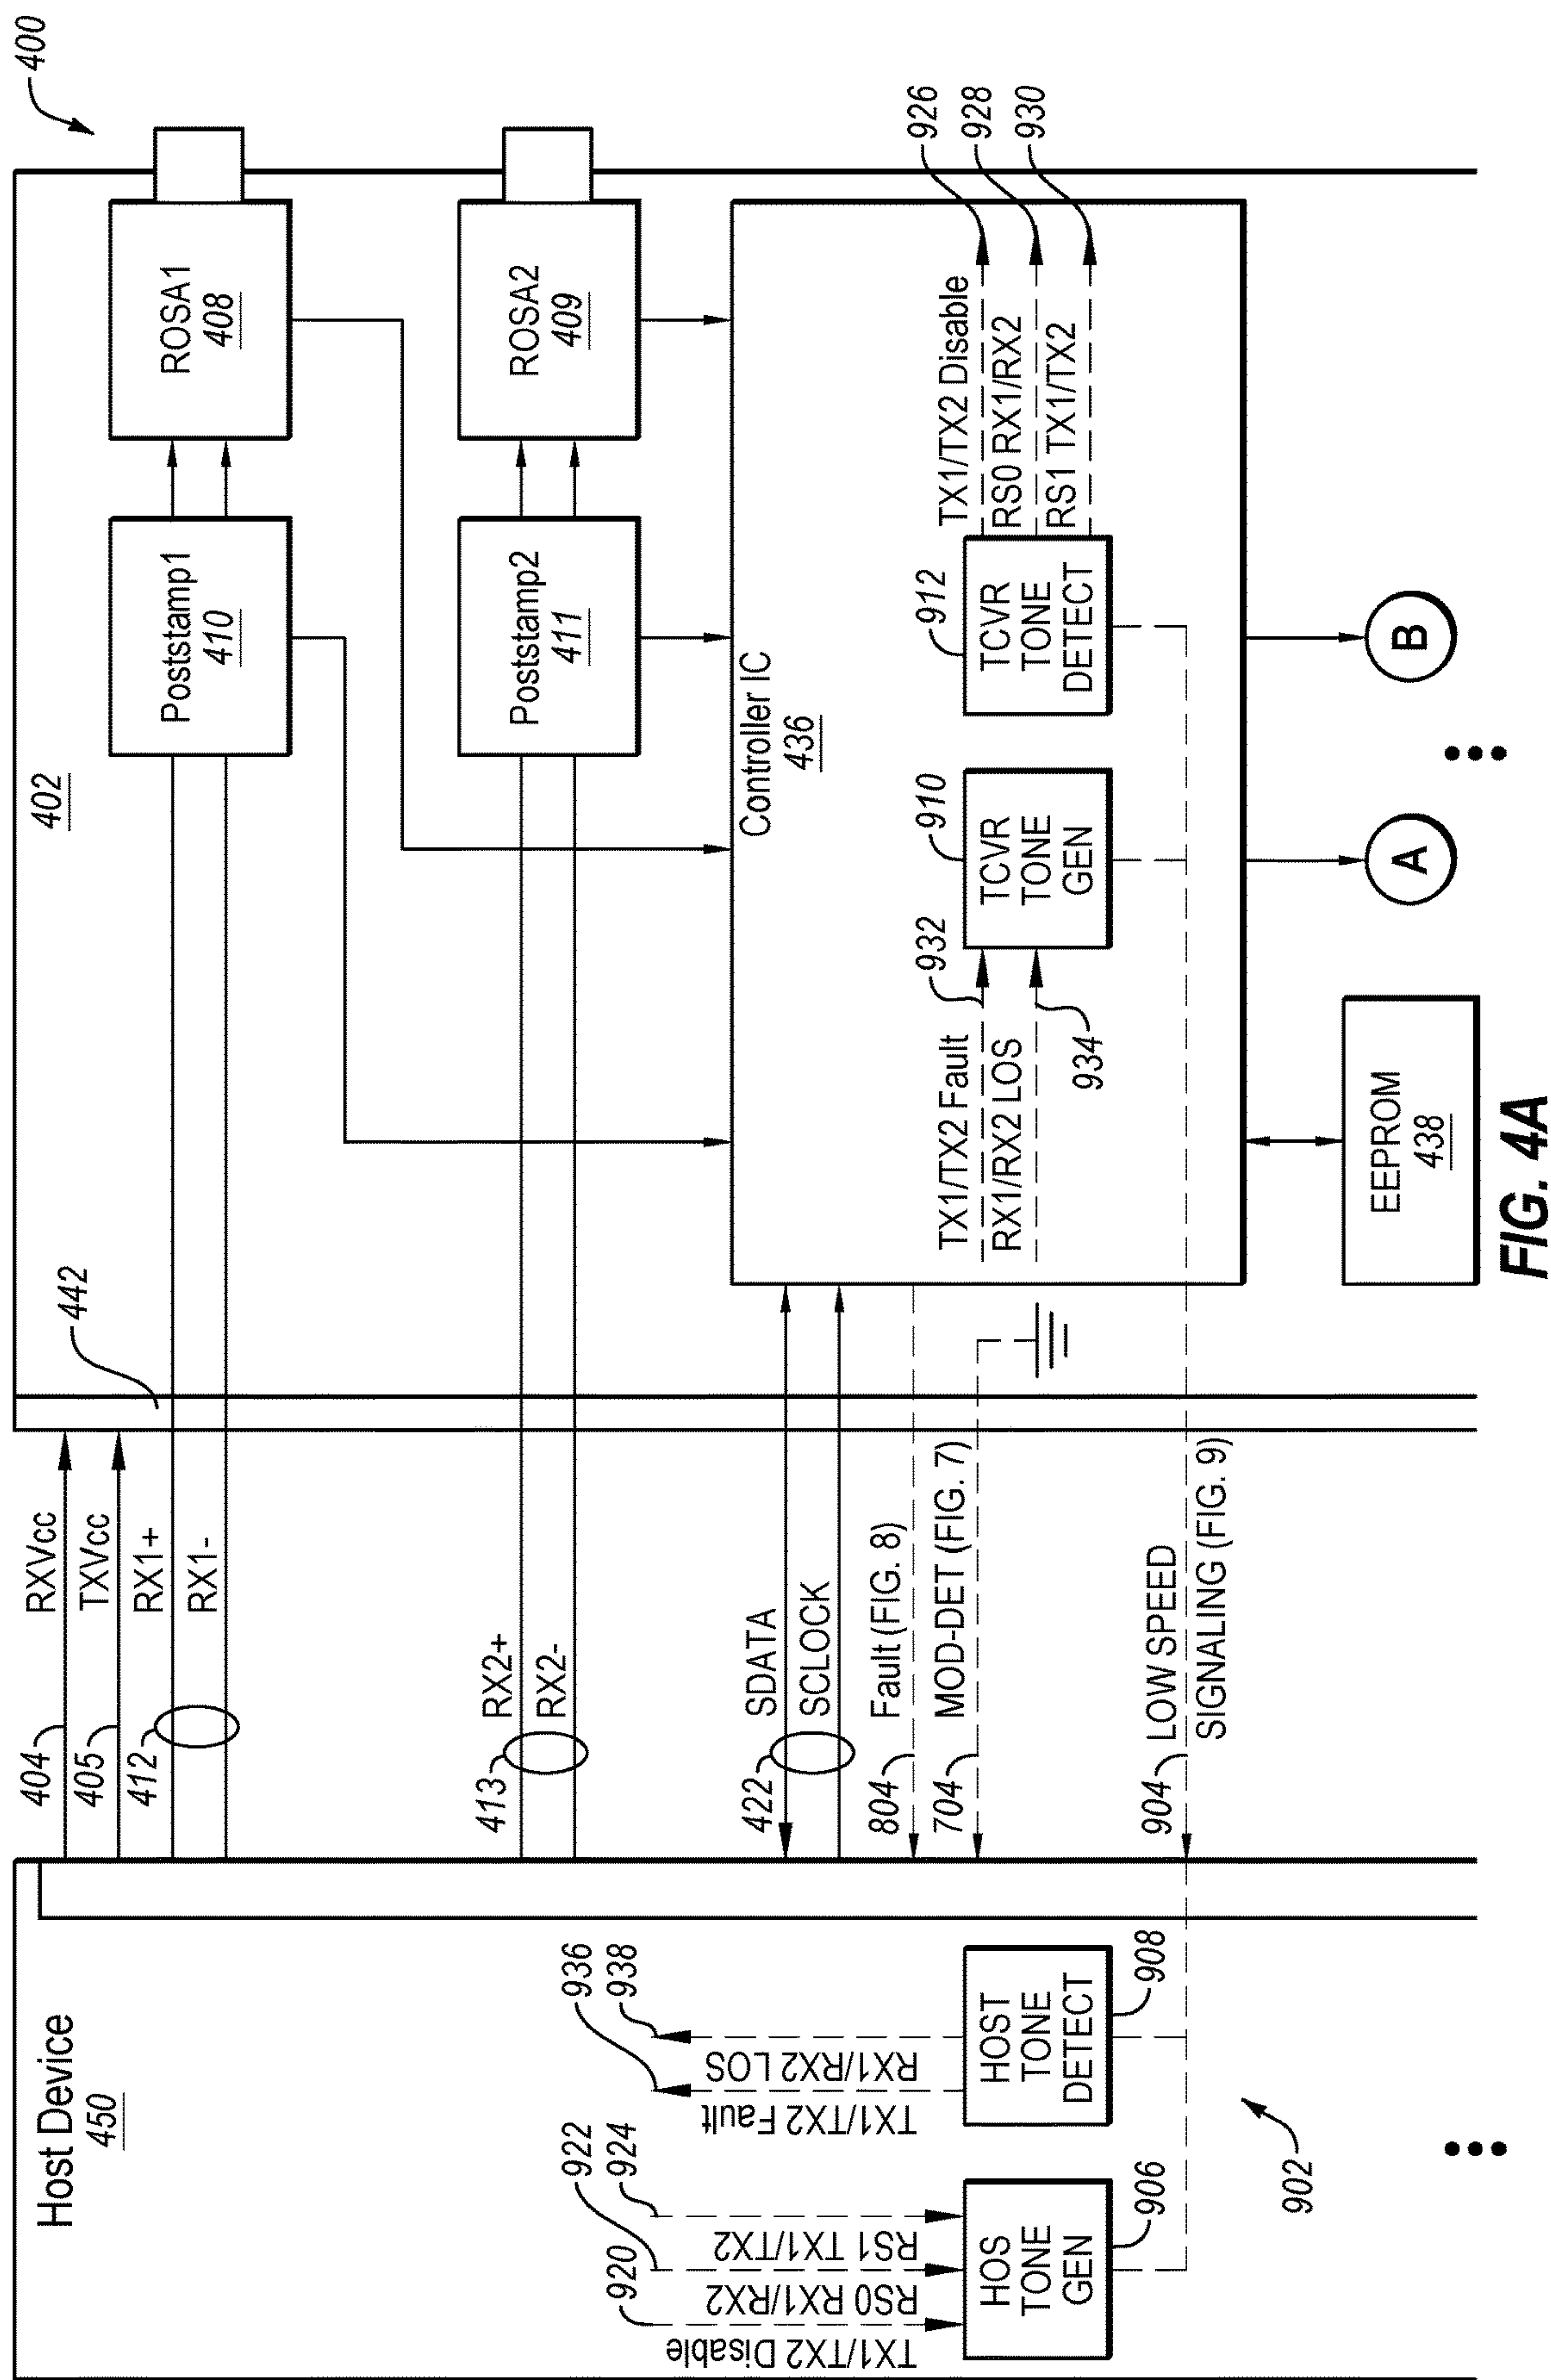 400
402
Host Device
450
442
404
RXVcc
405
TXVcc
412
RX1+
RX1-
Poststamp1
410
ROSA1
408
413
RX2+
RX2-
Poststamp2
411
ROSA2
409
422
SDATA
SCLOCK
804
Fault (FIG. 8)
704
MOD-DET (FIG. 7)
904
LOW SPEED
SIGNALING (FIG. 9)
Controller IC
436
TX1/TX2 Fault
932
RX1/RX2 LOS
934
TCVR
TONE
GEN
910
TCVR
TONE
DETECT
912
TX1/TX2 Disable
926
RS0 RX1/RX2
928
RS1 TX1/TX2
930
920
922
924
TX1/TX2 Disable
RS0 RX1/RX2
RS1 TX1/TX2
HOS
TONE
GEN
906
936
938
TX1/TX2 Fault
RX1/RX2 LOS
HOST
TONE
DETECT
908
902
EEPROM
438
A
B
FIG. 4A